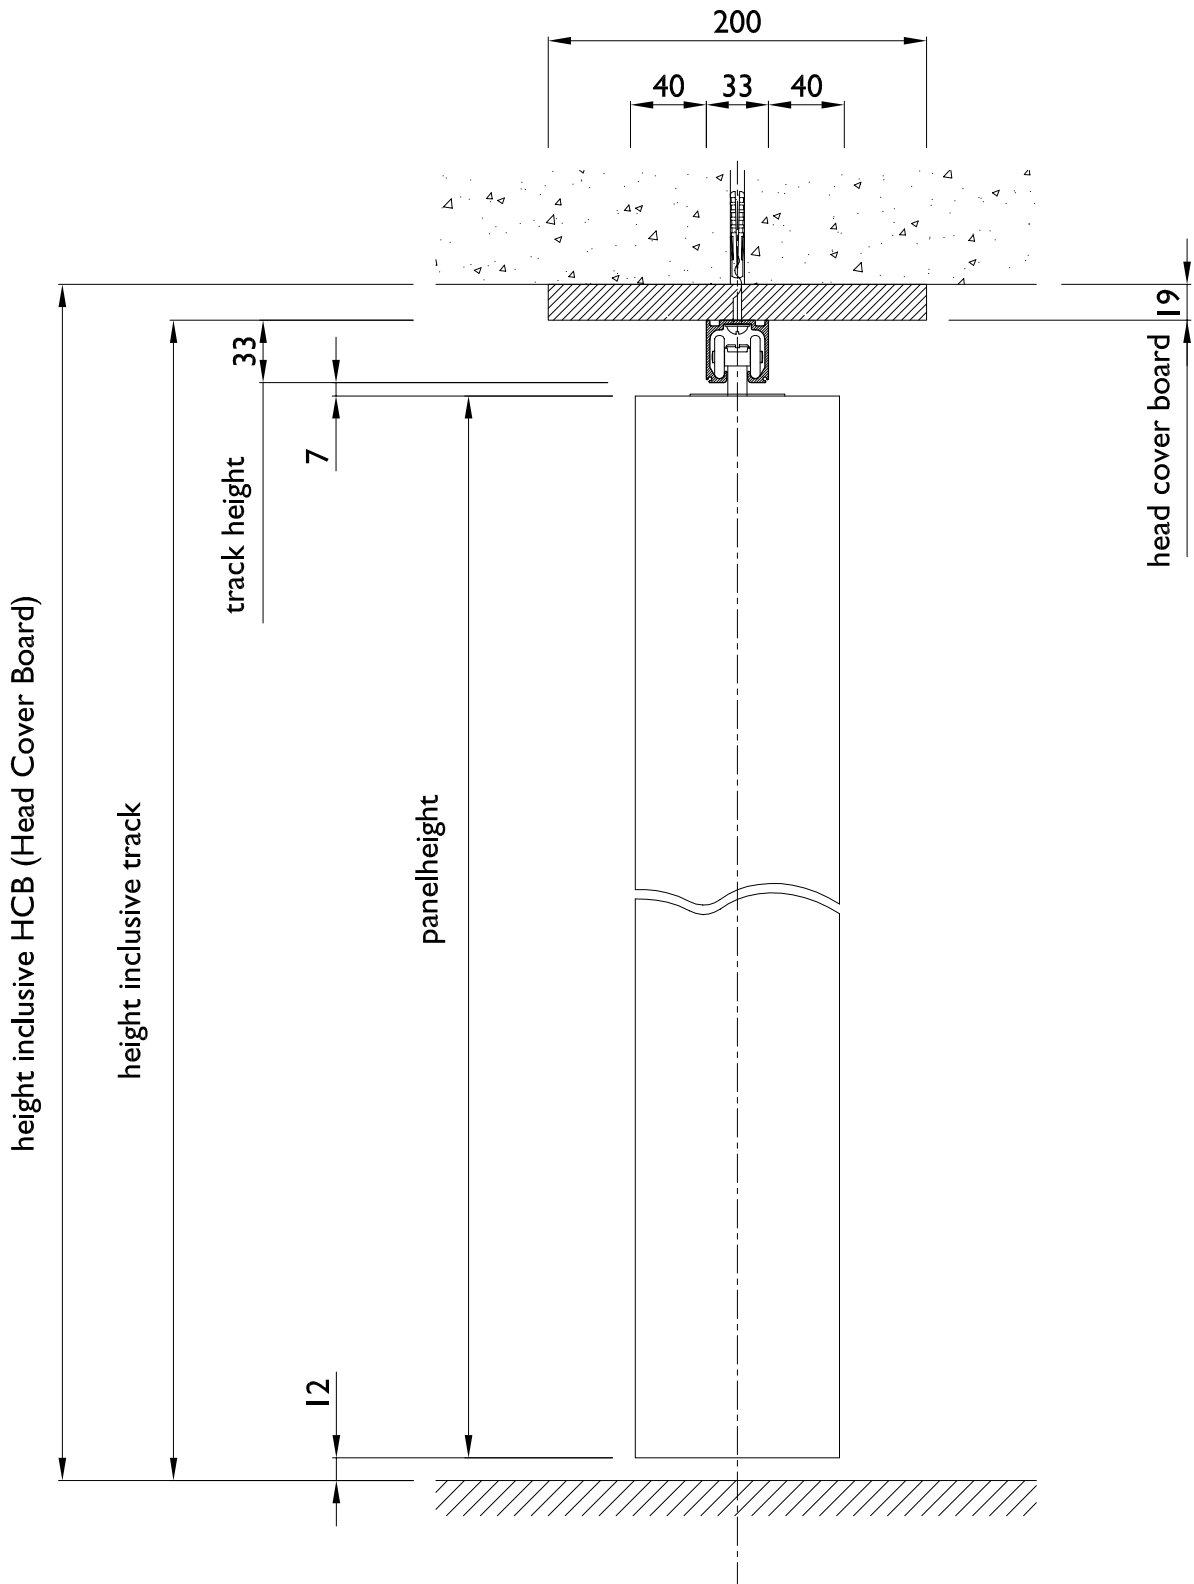 200
40 33 40
19
head cover board
33
7
track height
height inclusive HCB (Head Cover Board)
height inclusive track
panelheight
12